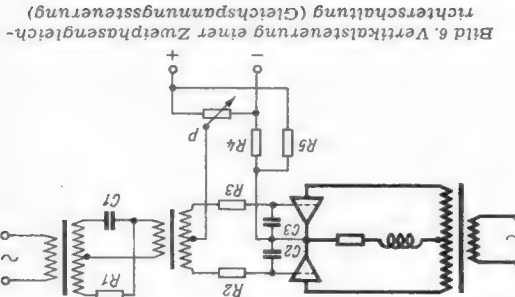 R2
R1
~
~
C2
C3
C1
R3
R5
R4
p
− +
Bild 6. Vertikalsteuerung einer Zweiphasengleich-
richterschaltung (Gleichspannungssteuerung)